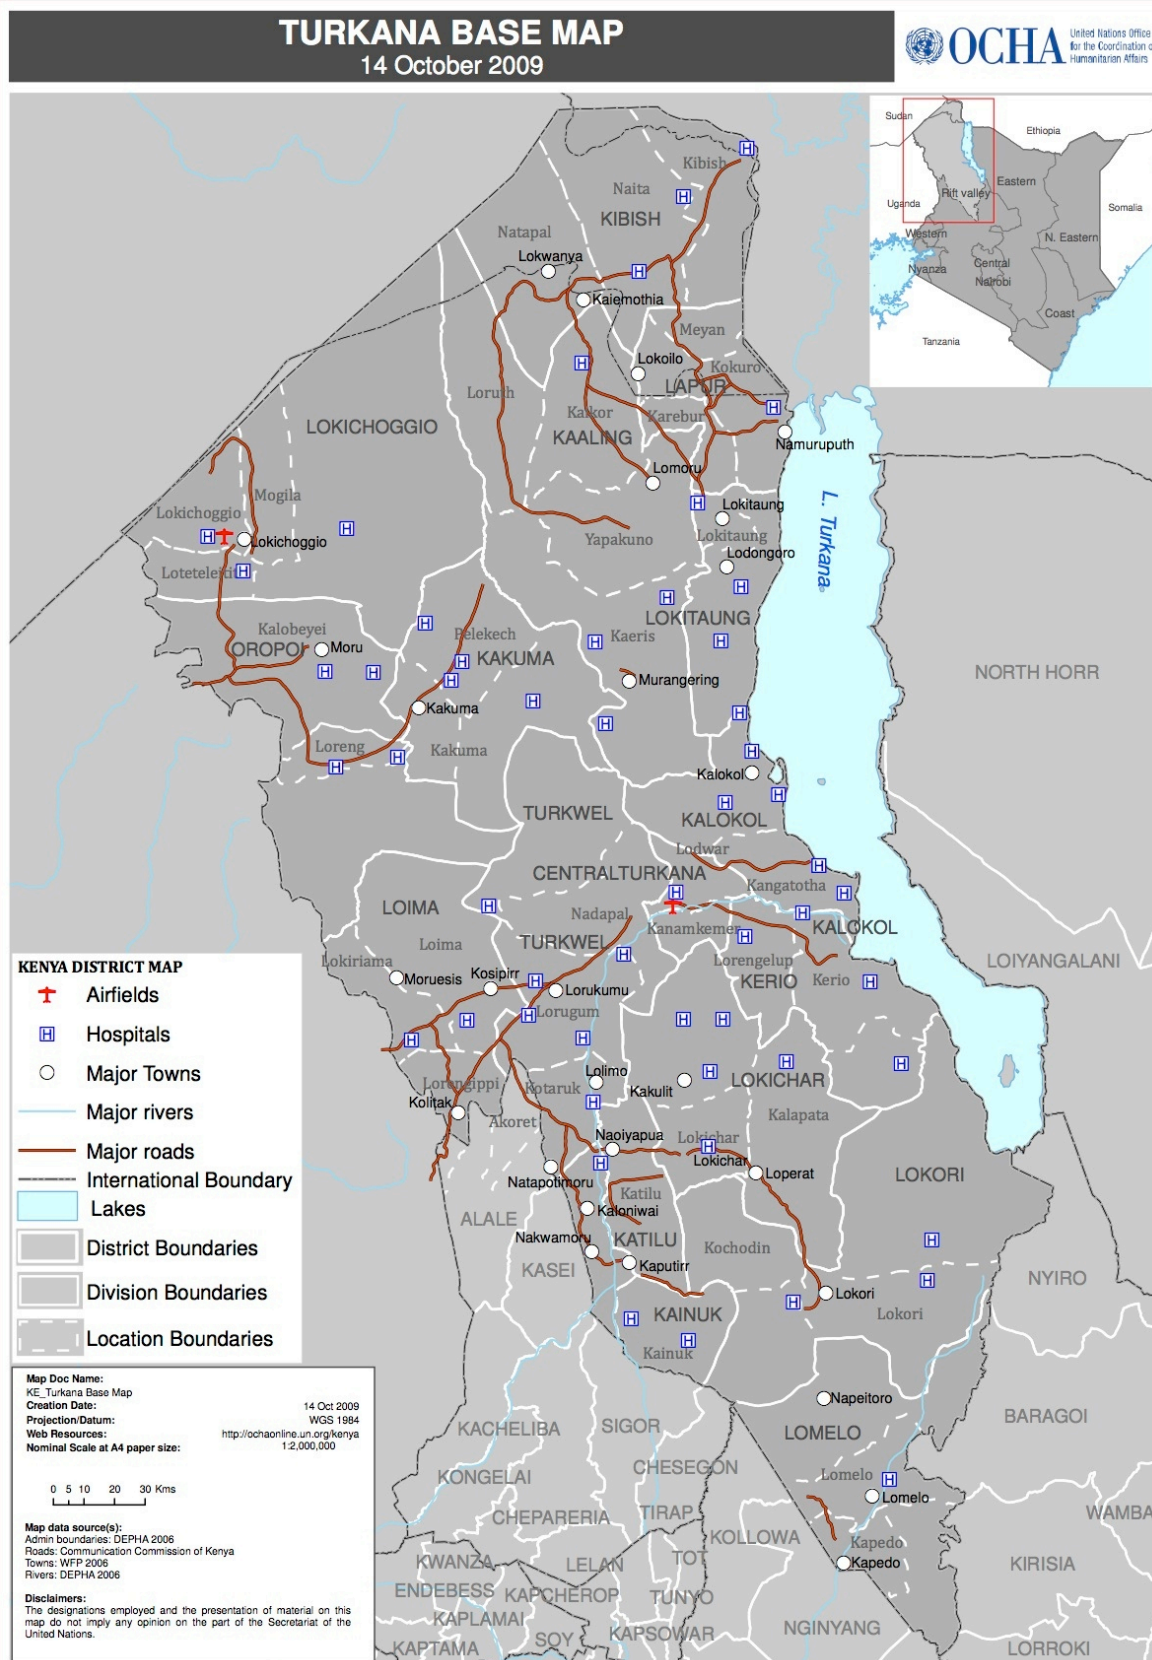 TURKANA BASE MAP
14 October 2009
OCHA
United Nations Office
for the Coordination
Humanitarian Affairs
Sudan
Ethiopia
Eastern
Rift valley
Uganda
Somalia
Western
N. Eastern
Nyanza
Central
Nairobi
Coast
Tanzania
Kibish
Naita
KIBISH
Natapal
Lokwanya
Kaiemothia
Meyan
Lokoilo
Kokuro
LAPUR
Loruth
Kaikor
Karebur
LOKICHOGGIO
KAALING
Namuruputh
Lomoru
Mogila
Lokichoggio
Lokitaung
L. Turkana
Lokichoggio
Yapakuno
Lokitaung
Lodongoro
Loteteleit
LOKITAUNG
Kalobeyei
Pelekech
Kaeris
OROPOI
Moru
KAKUMA
NORTH HORR
Murangering
Kakuma
Loreng
Kakuma
Kalokol
TURKWEL
KALOKOL
Lodwar
CENTRALTURKANA
Kangatotha
LOIMA
Nadapal
Kanamkemer
KALOKOL
TURKWEL
Loima
Lokiriama
Lorengelup
LOIYANGALANI
Moruesis
Kosipirr
KERIO
Kerio
Lorukumu
Lorugum
Lolimo
Lorengippi
Kotaruk
Kakulit
LOKICHAR
Kolitak
Akoret
Kalapata
Naoiyapua
Lokichar
Lokichar
Loperat
LOKORI
Natapotimoru
Katilu
ALALE
Kaloniwai
Nakwamoru
KATILU
Kochodin
KASEI
Kaputirr
NYIRO
Lokori
KAINUK
Lokori
Kainuk
Napeitoro
KACHELIBA
SIGOR
LOMELO
BARAGOI
KONGELAI
CHESEGON
Lomelo
Lomelo
CHEPARERIA
TIRAP
WAMBA
KOLLOWA
Kapedo
KWANZA
LELAN
TOT
Kapedo
KIRISIA
ENDEBESS
KAPCHEROP
TUNYO
KAPLAMAI
NGINYANG
KAPTAMA
SOY
KAPSOWAR
LORROKI
KENYA DISTRICT MAP
Airfields
Hospitals
Major Towns
Major rivers
Major roads
International Boundary
Lakes
District Boundaries
Division Boundaries
Location Boundaries
Map Doc Name:
KE_Turkana Base Map
Creation Date: 14 Oct 2009
Projection/Datum: WGS 1984
Web Resources: http://ochaonline.un.org/kenya
Nominal Scale at A4 paper size: 1:2,000,000
0 5 10 20 30 Kms
Map data source(s):
Admin boundaries: DEPHA 2006
Roads: Communication Commission of Kenya
Towns: WFP 2006
Rivers: DEPHA 2006
Disclaimers:
The designations employed and the presentation of material on this
map do not imply any opinion on the part of the Secretariat of the
United Nations.